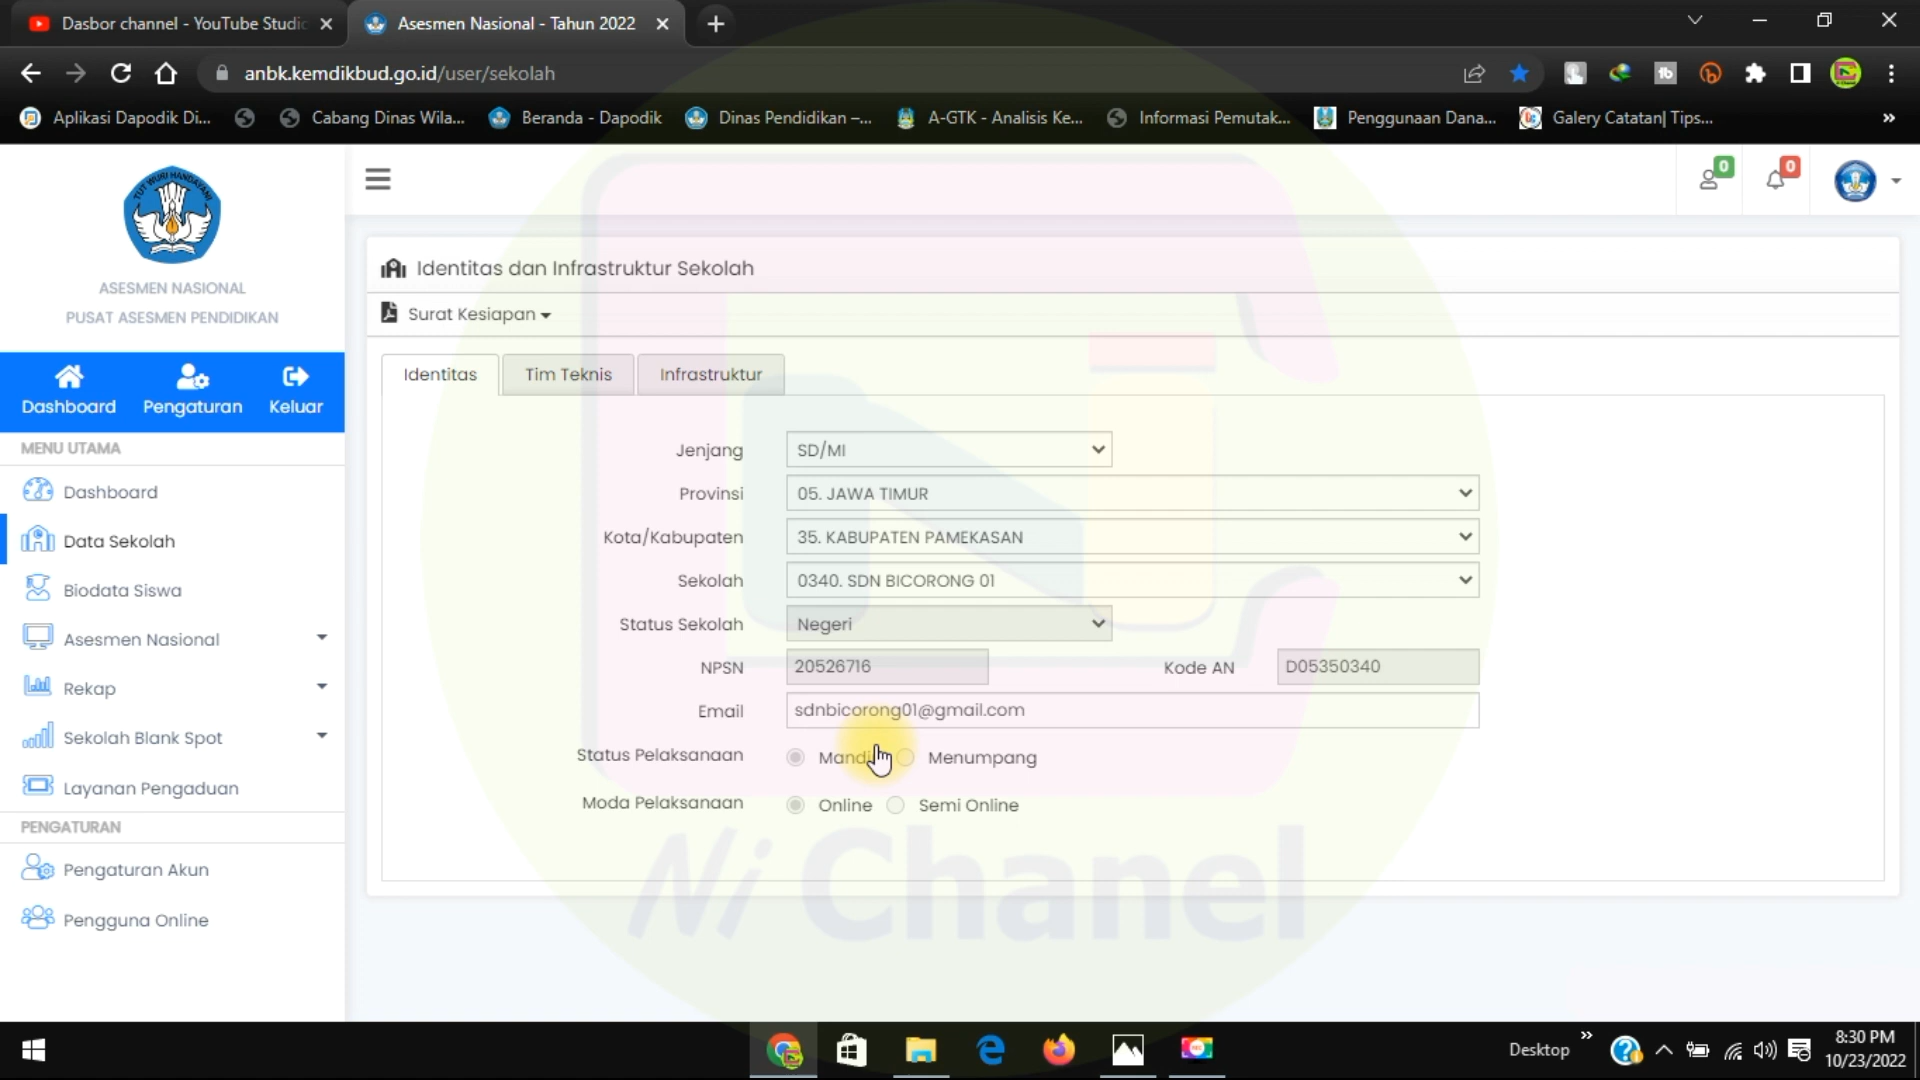 Dasbor channel - YouTube Studio
Asesmen Nasional - Tahun 2022
anbk.kemdikbud.go.id/user/sekolah
Aplikasi Dapodik Di...
Cabang Dinas Wila...
Beranda - Dapodik
Dinas Pendidikan –...
A-GTK - Analisis Ke...
Informasi Pemutak...
Penggunaan Dana...
Galery Catatan| Tips...
»
TUT WURI HANDAYANI
ASESMEN NASIONAL
PUSAT ASESMEN PENDIDIKAN
0
0
Identitas dan Infrastruktur Sekolah
Surat Kesiapan
Dashboard
Pengaturan
Keluar
MENU UTAMA
Dashboard
Data Sekolah
Biodata Siswa
Asesmen Nasional
Rekap
Sekolah Blank Spot
Layanan Pengaduan
PENGATURAN
Pengaturan Akun
Pengguna Online
Identitas
Tim Teknis
Infrastruktur
Jenjang SD/MI
Provinsi 05. JAWA TIMUR
Kota/Kabupaten 35. KABUPATEN PAMEKASAN
Sekolah 0340. SDN BICORONG 01
Status Sekolah Negeri
NPSN 20526716 Kode AN D05350340
Email sdnbicorong01@gmail.com
Status Pelaksanaan Mandiri Menumpang
Moda Pelaksanaan Online Semi Online
Ni Chanel
Desktop
8:30 PM
10/23/2022